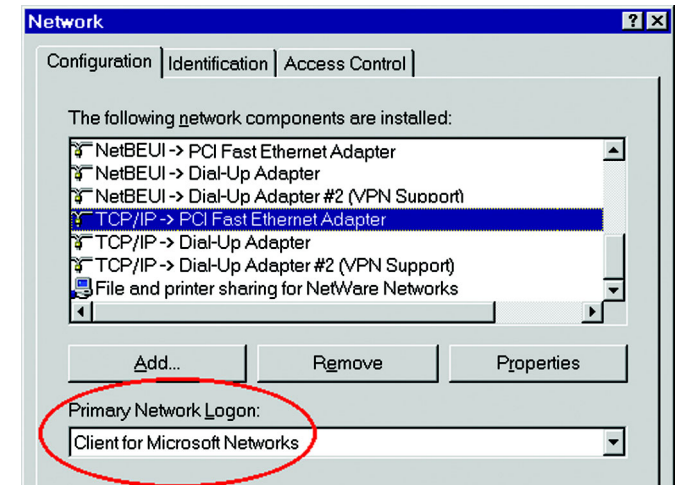 Network
Configuration Identification Access Control
The following network components are installed:
NetBEUI -> PCI Fast Ethernet Adapter
NetBEUI -> Dial-Up Adapter
NetBEUI -> Dial-Up Adapter #2 (VPN Support)
TCP/IP -> PCI Fast Ethernet Adapter
TCP/IP -> Dial-Up Adapter
TCP/IP -> Dial-Up Adapter #2 (VPN Support)
File and printer sharing for NetWare Networks
Add... Remove Properties
Primary Network Logon:
Client for Microsoft Networks